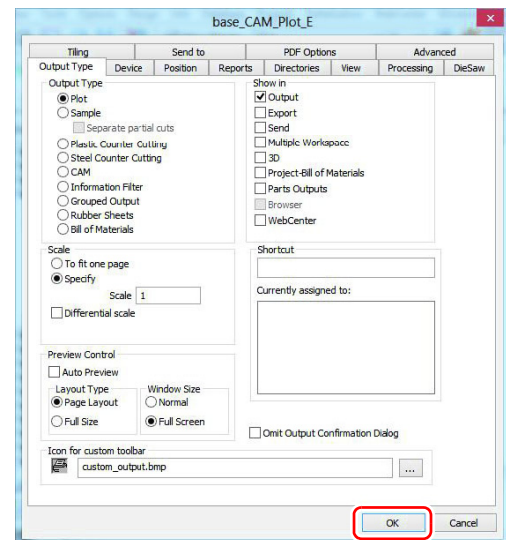 base_CAM_Plot_E
Tiling Send to PDF Options Advanced
Output Type Device Position Reports Directories View Processing DieSaw
Output Type
Plot
Sample
Separate partial cuts
Plastic Counter Cutting
Steel Counter Cutting
CAM
Information Filter
Grouped Output
Rubber Sheets
Bill of Materials
Show in
Output
Export
Send
Multiple Workspace
3D
Project-Bill of Materials
Parts Outputs
Browser
WebCenter
Scale
To fit one page
Specify
Scale 1
Differential scale
Shortcut
Currently assigned to:
Preview Control
Auto Preview
Layout Type
Page Layout
Full Size
Window Size
Normal
Full Screen
Omit Output Confirmation Dialog
Icon for custom toolbar
custom_output.bmp ...
OK Cancel